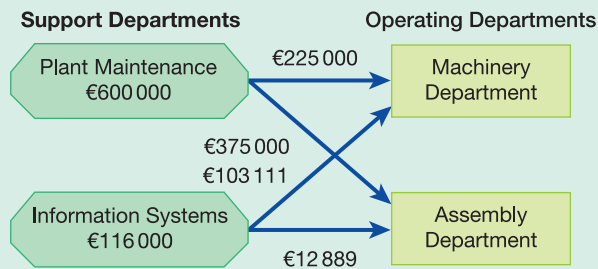 Support Departments
Operating Departments
Plant Maintenance
€600 000
€225 000
Machinery
Department
€375 000
€103 111
Information Systems
€116 000
€12 889
Assembly
Department